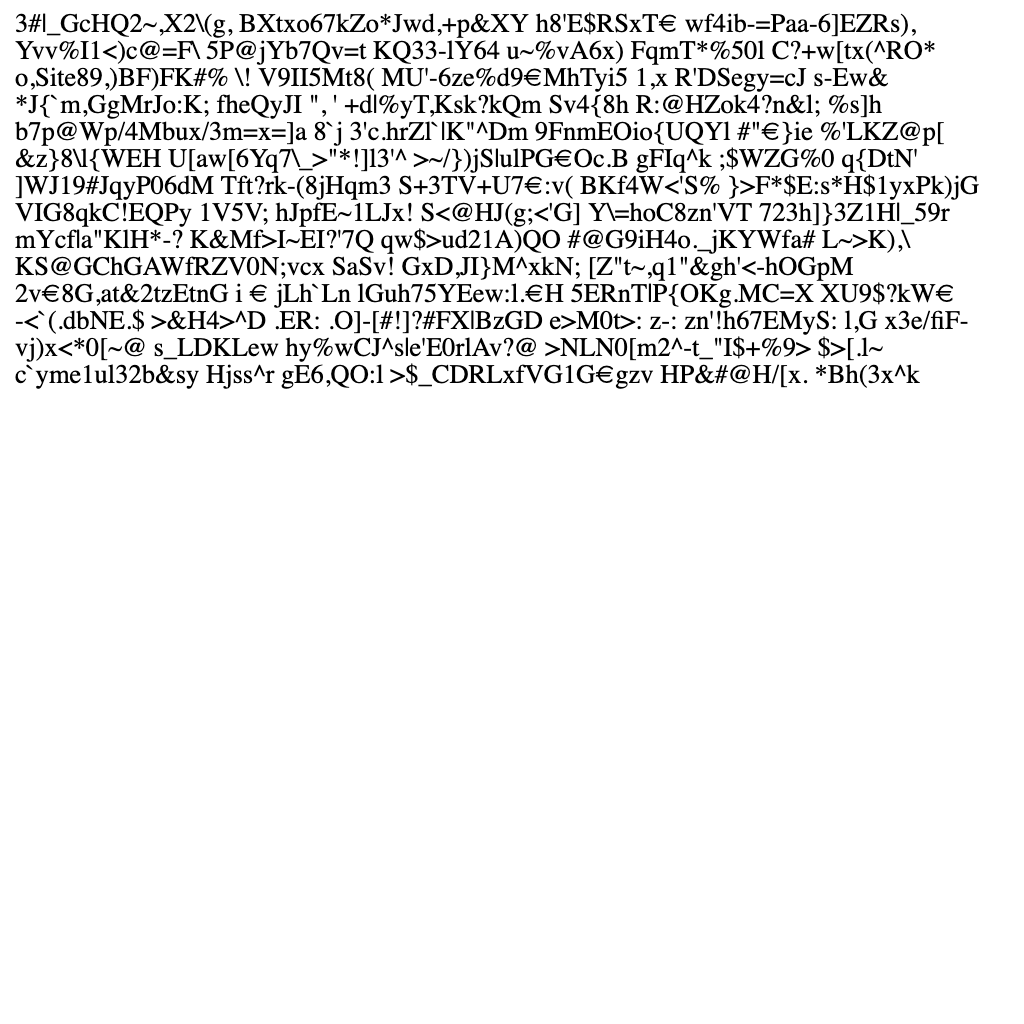 3#|_GcHQ2~,X2\(g, BXtxo67kZo*Jwd,+p&XY h8'E$RSxT€ wf4ib-=Paa-6]EZRs),
Yvv%I1<)c@=F\ 5P@jYb7Qv=t KQ33-lY64 u~%vA6x) FqmT*%50l C?+w[tx(^RO*
o,Site89,)BF)FK#% \! V9II5Mt8( MU'-6ze%d9€MhTyi5 1,x R'DSegy=cJ s-Ew&
*J{`m,GgMrJo:K; fheQyJI ",' +d|%yT,Ksk?kQm Sv4{8h R:@HZok4?n&l; %s]h
b7p@Wp/4Mbux/3m=x=]a 8`j 3'c.hrZl`|K"^Dm 9FnmEOio{UQYl #"€}ie %'LKZ@p[
&z}8\l{WEH U[aw[6Yq7\_>"*!]l3'^ >~/})jS|ulPG€Oc.B gFIq^k ;$WZG%0 q{DtN'
]WJ19#JqyP06dM Tft?rk-(8jHqm3 S+3TV+U7€:v( BKf4W<'S% }>F*$E:s*H$1yxPk)jG
VIG8qkC!EQPy 1V5V; hJpfE~1LJx! S<@HJ(g;<'G] Y\=hoC8zn'VT 723h]}3Z1H|_59r
mYcf|a"KlH*-? K&Mf>I~EI?'7Q qw$>ud21A)QO #@G9iH4o._jKYWfa# L~>K),\
KS@GChGAWfRZV0N;vcx SaSv! GxD,JI}M^xkN; [Z"t~,q1"&gh'<-hOGpM
2v€8G,at&2tzEtnG i € jLh`Ln lGuh75YEew:l.€H 5ERnT|P{OKg.MC=X XU9$?kW€
-<`(.dbNE.$ >&H4>^D .ER: .O]-[#!]?#FX|BzGD e>M0t>: z-: zn'!h67EMyS: l,G x3e/fiF-
vj)x<*0[~@ s_LDKLew hy%wCJ^s|e'E0rlAv?@ >NLN0[m2^-t_"I$+%9> $>[.l~
c`yme1ul32b&sy Hjss^r gE6,QO:l >$_CDRLxfVG1G€gzv HP&#@H/[x. *Bh(3x^k